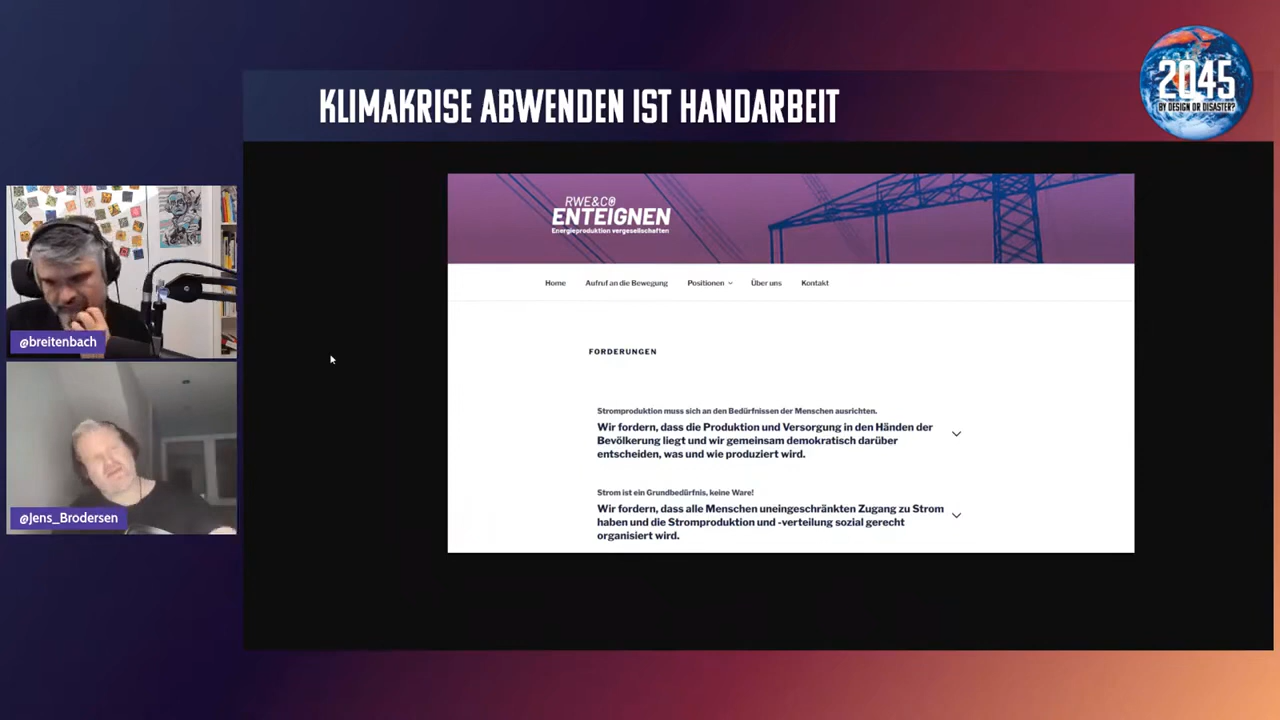 KLIMAKRISE ABWENDEN IST HANDARBEIT
2045
BY DESIGN OR DISASTER?
RWE&CO
ENTEIGNEN
Energieproduktion vergesellschaften
Home Aufruf an die Bewegung Positionen Über uns Kontakt
FORDERUNGEN
Stromproduktion muss sich an den Bedürfnissen der Menschen ausrichten.
Wir fordern, dass die Produktion und Versorgung in den Händen der
Bevölkerung liegt und wir gemeinsam demokratisch darüber
entscheiden, was und wie produziert wird.
Strom ist ein Grundbedürfnis, keine Ware!
Wir fordern, dass alle Menschen uneingeschränkten Zugang zu Strom
haben und die Stromproduktion und -verteilung sozial gerecht
organisiert wird.
@breitenbach
@Jens_Brodersen